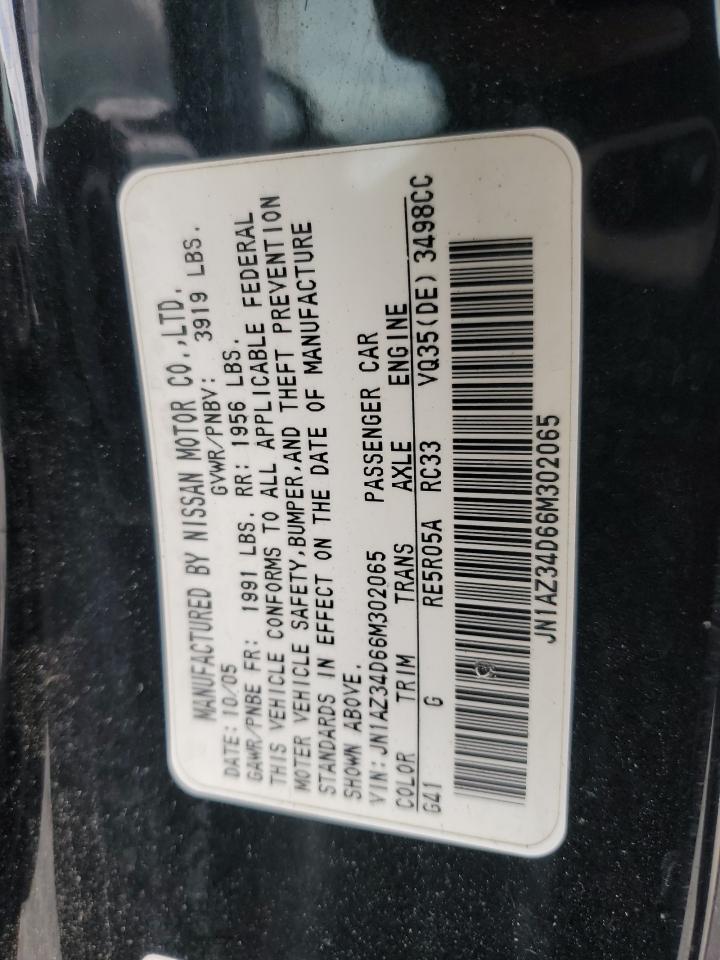 MANUFACTURED BY NISSAN MOTOR CO.,LTD.
DATE: 10/05 GVWR/PNBV: 3919 LBS.
GAWR/PNBE FR: 1991 LBS. RR: 1956 LBS.
THIS VEHICLE CONFORMS TO ALL APPLICABLE FEDERAL
MOTOR VEHICLE SAFETY,BUMPER,AND THEFT PREVENTION
STANDARDS IN EFFECT ON THE DATE OF MANUFACTURE
SHOWN ABOVE.
VIN: JN1AZ34D66M302065 PASSENGER CAR
COLOR TRIM TRANS AXLE ENGINE
G41 G RE5R05A RC33 VQ35(DE) 3498CC
JN1AZ34D66M302065